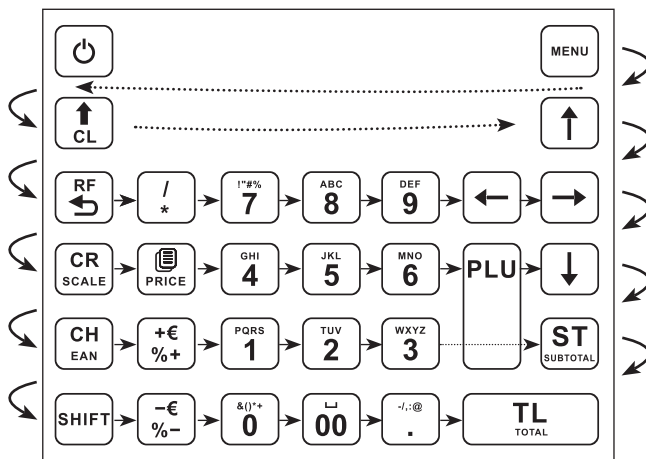 MENU
CL
RF
/
*
!"#%
7
ABC
8
DEF
9
CR
SCALE
PRICE
GHI
4
JKL
5
MNO
6
PLU
CH
EAN
+€
%+
PQRS
1
TUV
2
WXYZ
3
ST
SUBTOTAL
SHIFT
-€
%-
&()*+
0
00
-/,:@
.
TL
TOTAL